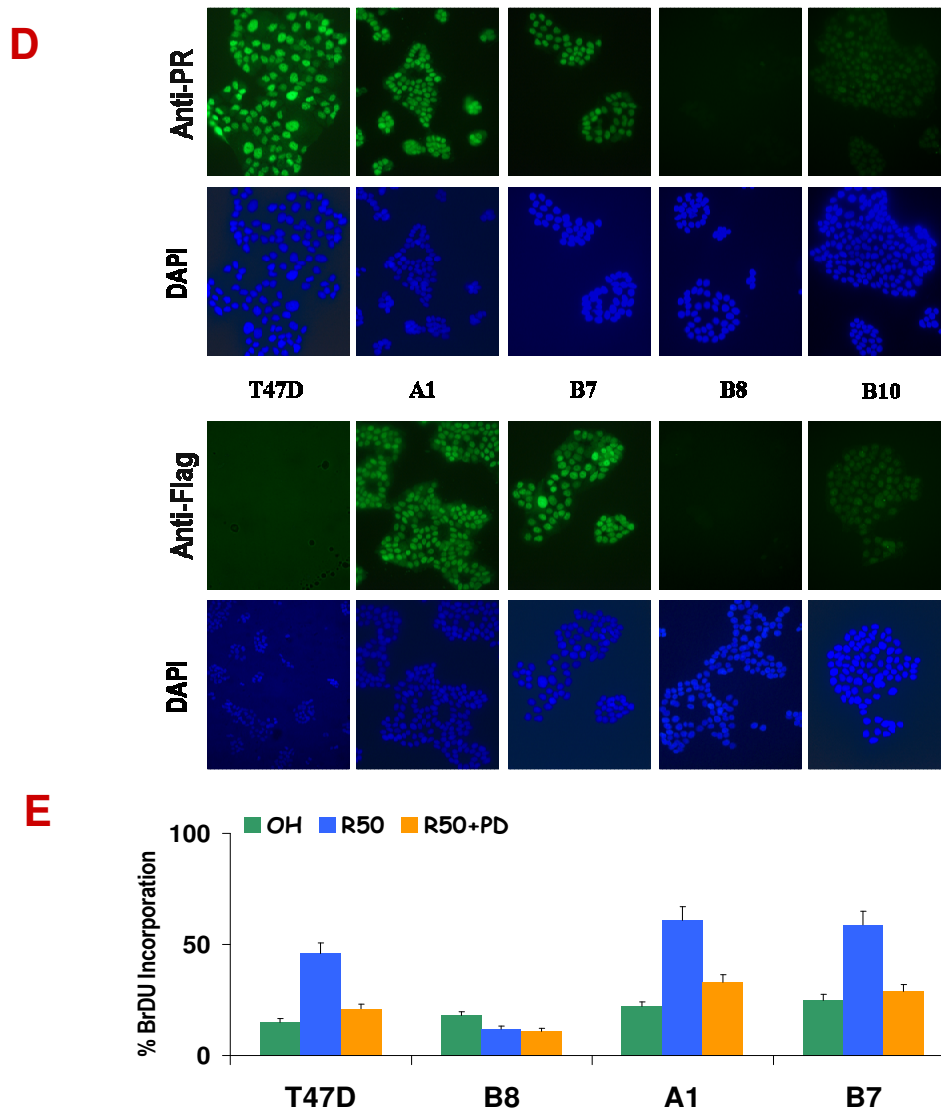 D
Anti-PR
DAPI
T47D A1 B7 B8 B10
Anti-Flag
DAPI
E
OH R50 R50+PD
% BrDU Incorporation
100
50
0
T47D B8 A1 B7